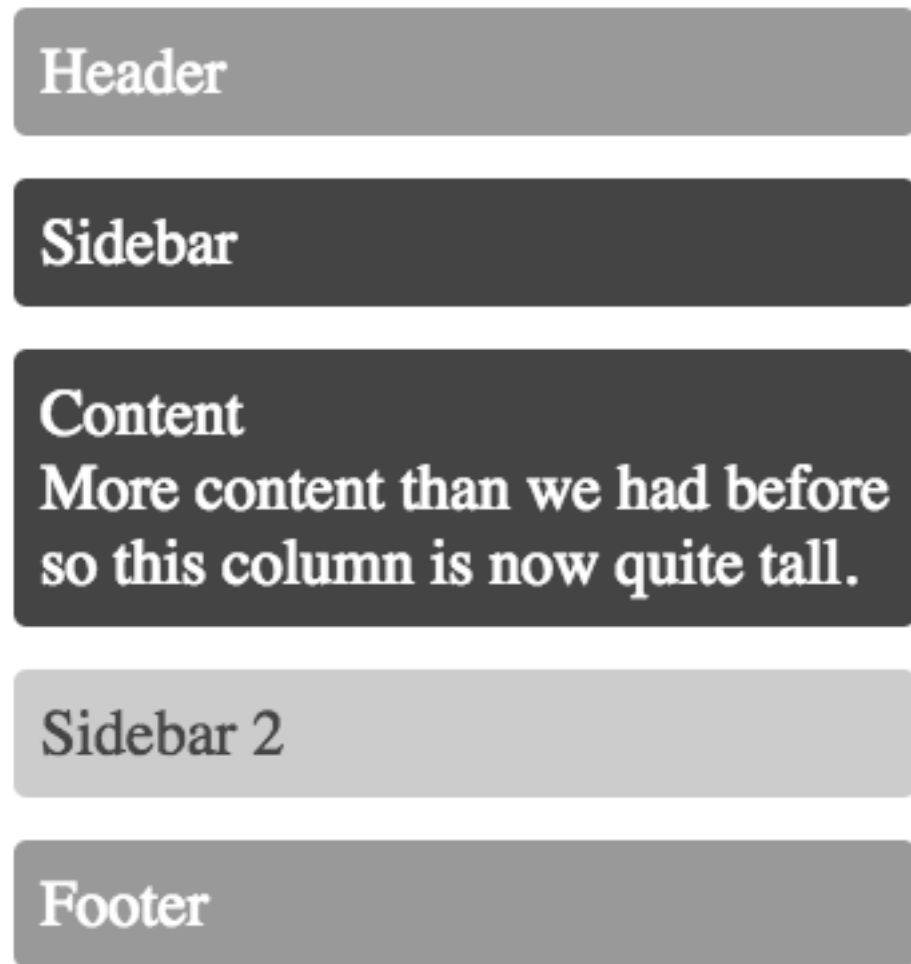 Header
Sidebar
Content
More content than we had before
so this column is now quite tall.
Sidebar 2
Footer